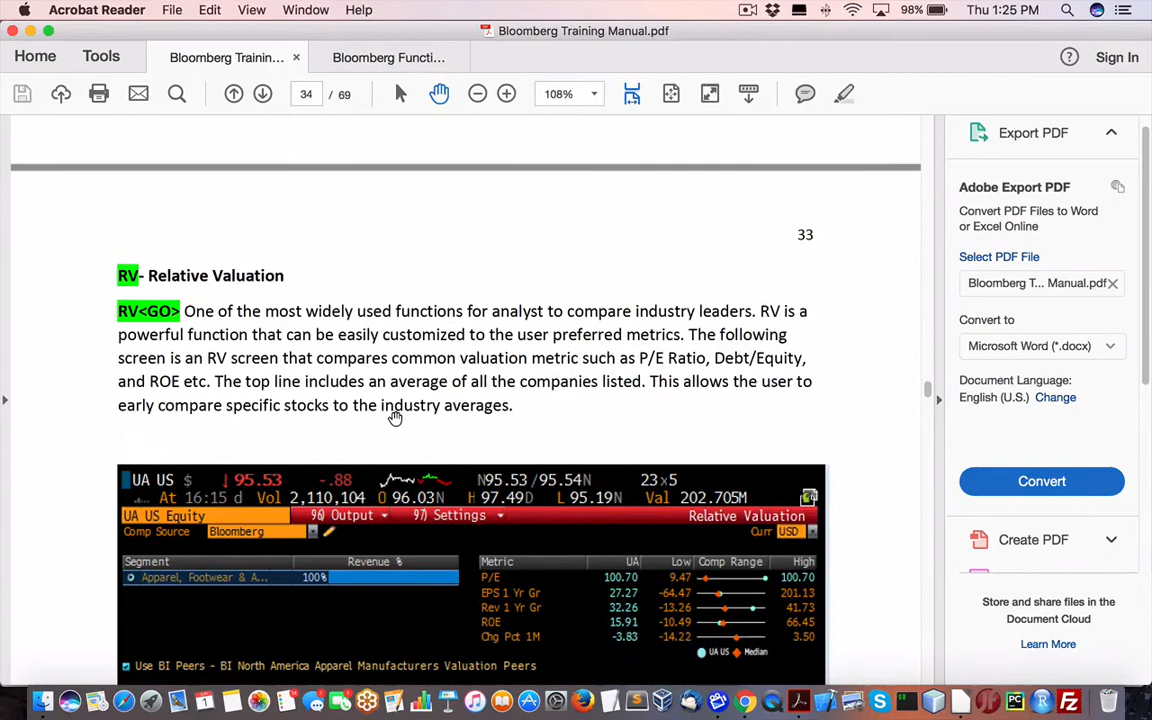 Acrobat Reader File Edit View Window Help 98% Thu 1:25 PM
Bloomberg Training Manual.pdf
Home Tools Bloomberg Trainin... × Bloomberg Functi... Sign In
34 / 69 108%
Export PDF
Adobe Export PDF
Convert PDF Files to Word
or Excel Online
Select PDF File
Bloomberg T... Manual.pdf
Convert to
Microsoft Word (*.docx)
Document Language:
English (U.S.) Change
Convert
Create PDF
Store and share files in the
Document Cloud
Learn More
33
RV- Relative Valuation
RV<GO> One of the most widely used functions for analyst to compare industry leaders. RV is a
powerful function that can be easily customized to the user preferred metrics. The following
screen is an RV screen that compares common valuation metric such as P/E Ratio, Debt/Equity,
and ROE etc. The top line includes an average of all the companies listed. This allows the user to
early compare specific stocks to the industry averages.
UA US $ ↓95.53 -.88 N95.53/95.54N 23x5
At 16:15 d Vol 2,110,104 O 96.03N H 97.49D L 95.19N Val 202.705M
UA US Equity 96) Output 97) Settings Relative Valuation
Comp Source Bloomberg Curr USD
Segment Revenue % Metric UA Low Comp Range High
Apparel, Footwear & A... 100% P/E 100.70 9.47 100.70
EPS 1 Yr Gr 27.27 -64.47 201.13
Rev 1 Yr Gr 32.26 -13.26 41.73
ROE 15.91 -10.49 66.45
Chg Pct 1M -3.83 -14.22 3.50
UA US Median
Use BI Peers - BI North America Apparel Manufacturers Valuation Peers